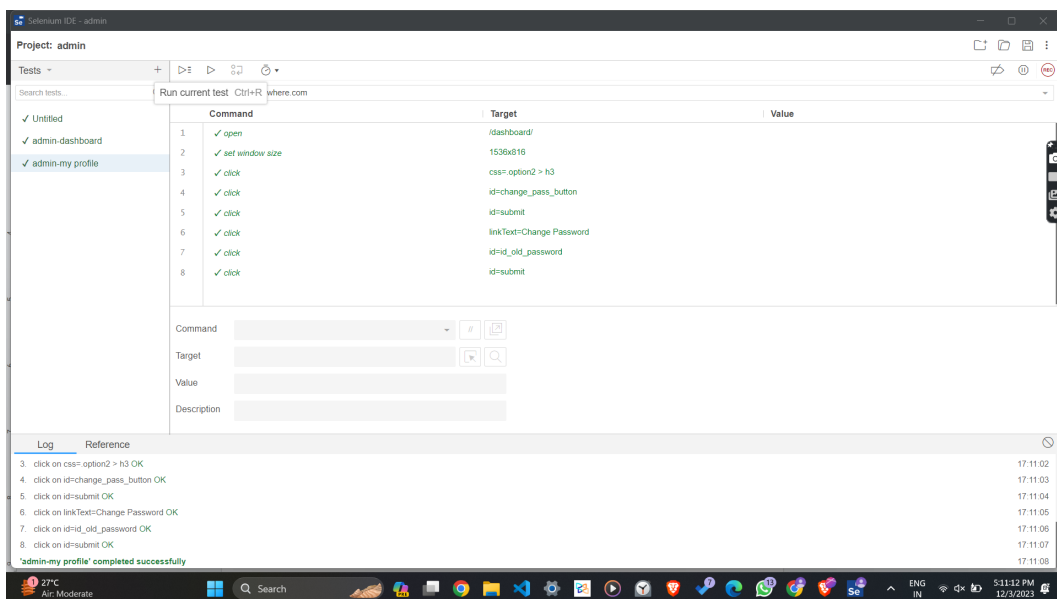 Selenium IDE - admin
Project: admin
Tests
Search tests...
Run current test Ctrl+R
where.com
Command Target Value
✓ Untitled
✓ admin-dashboard
✓ admin-my profile
1 ✓ open /dashboard/
2 ✓ set window size 1536x816
3 ✓ click css=.option2 > h3
4 ✓ click id=change_pass_button
5 ✓ click id=submit
6 ✓ click linkText=Change Password
7 ✓ click id=id_old_password
8 ✓ click id=submit
Command //
Target
Value
Description
Log Reference
3. click on css=.option2 > h3 OK 17:11:02
4. click on id=change_pass_button OK 17:11:03
5. click on id=submit OK 17:11:04
6. click on linkText=Change Password OK 17:11:05
7. click on id=id_old_password OK 17:11:06
8. click on id=submit OK 17:11:07
'admin-my profile' completed successfully 17:11:08
1 27°C
Air: Moderate
Search
ENG
IN
5:11:12 PM
12/3/2023